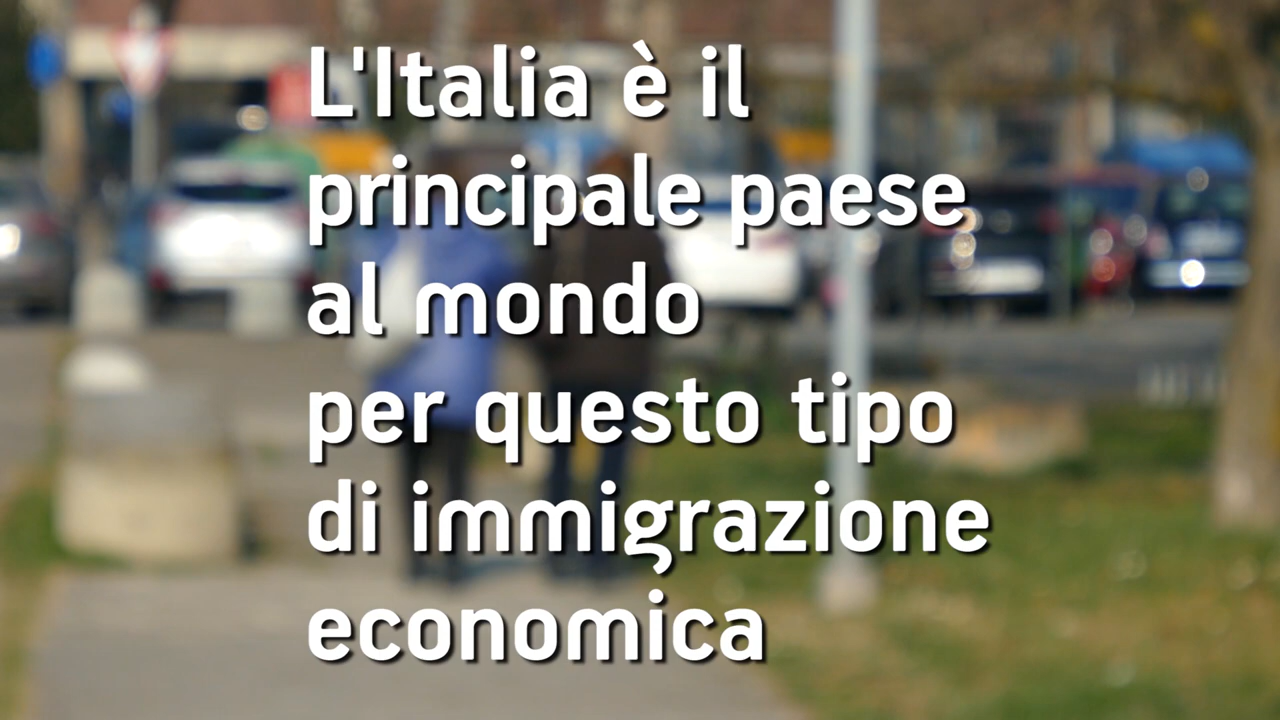 L'Italia è il
principale paese
al mondo
per questo tipo
di immigrazione
economica